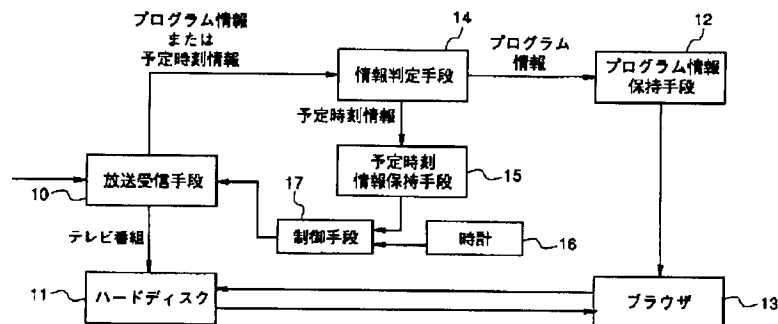 プログラム情報
または
予定時刻情報
14
情報判定手段
プログラム
情報
12
プログラム情報
保持手段
予定時刻情報
予定時刻
情報保持手段
15
放送受信手段
10
17
制御手段
時計
16
テレビ番組
11
ハードディスク
ブラウザ
13